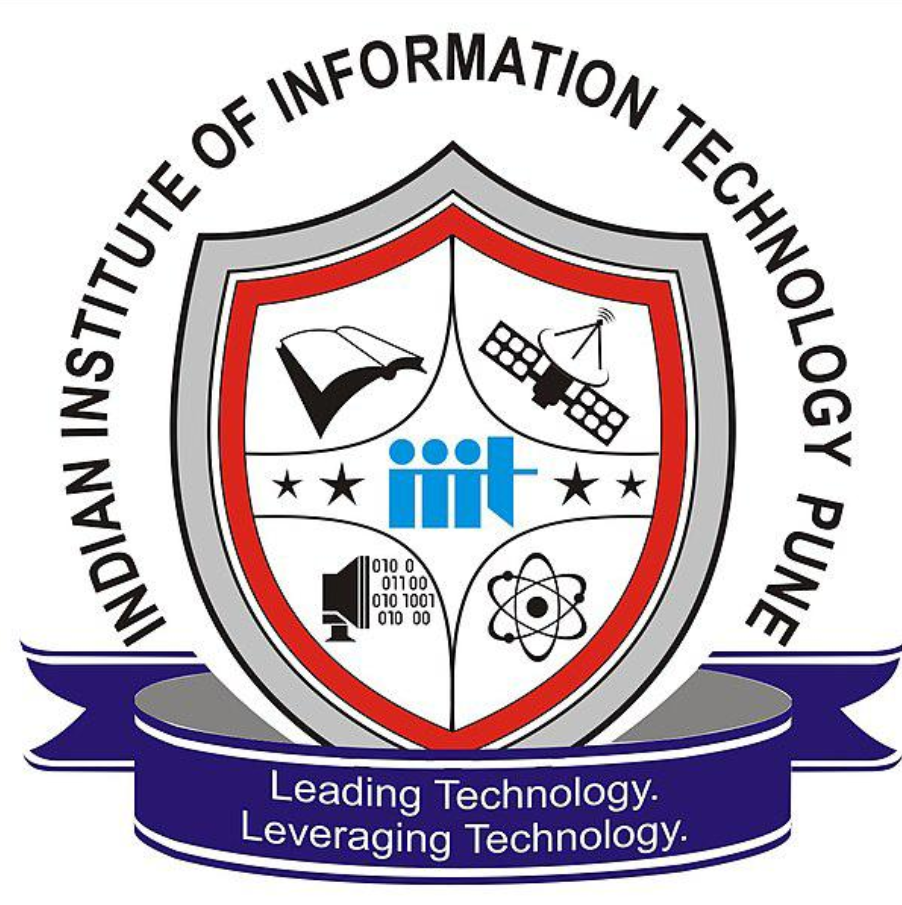 INDIAN INSTITUTE OF INFORMATION TECHNOLOGY PUNE
iiit
010 0
01100
010 1001
010 00
Leading Technology.
Leveraging Technology.